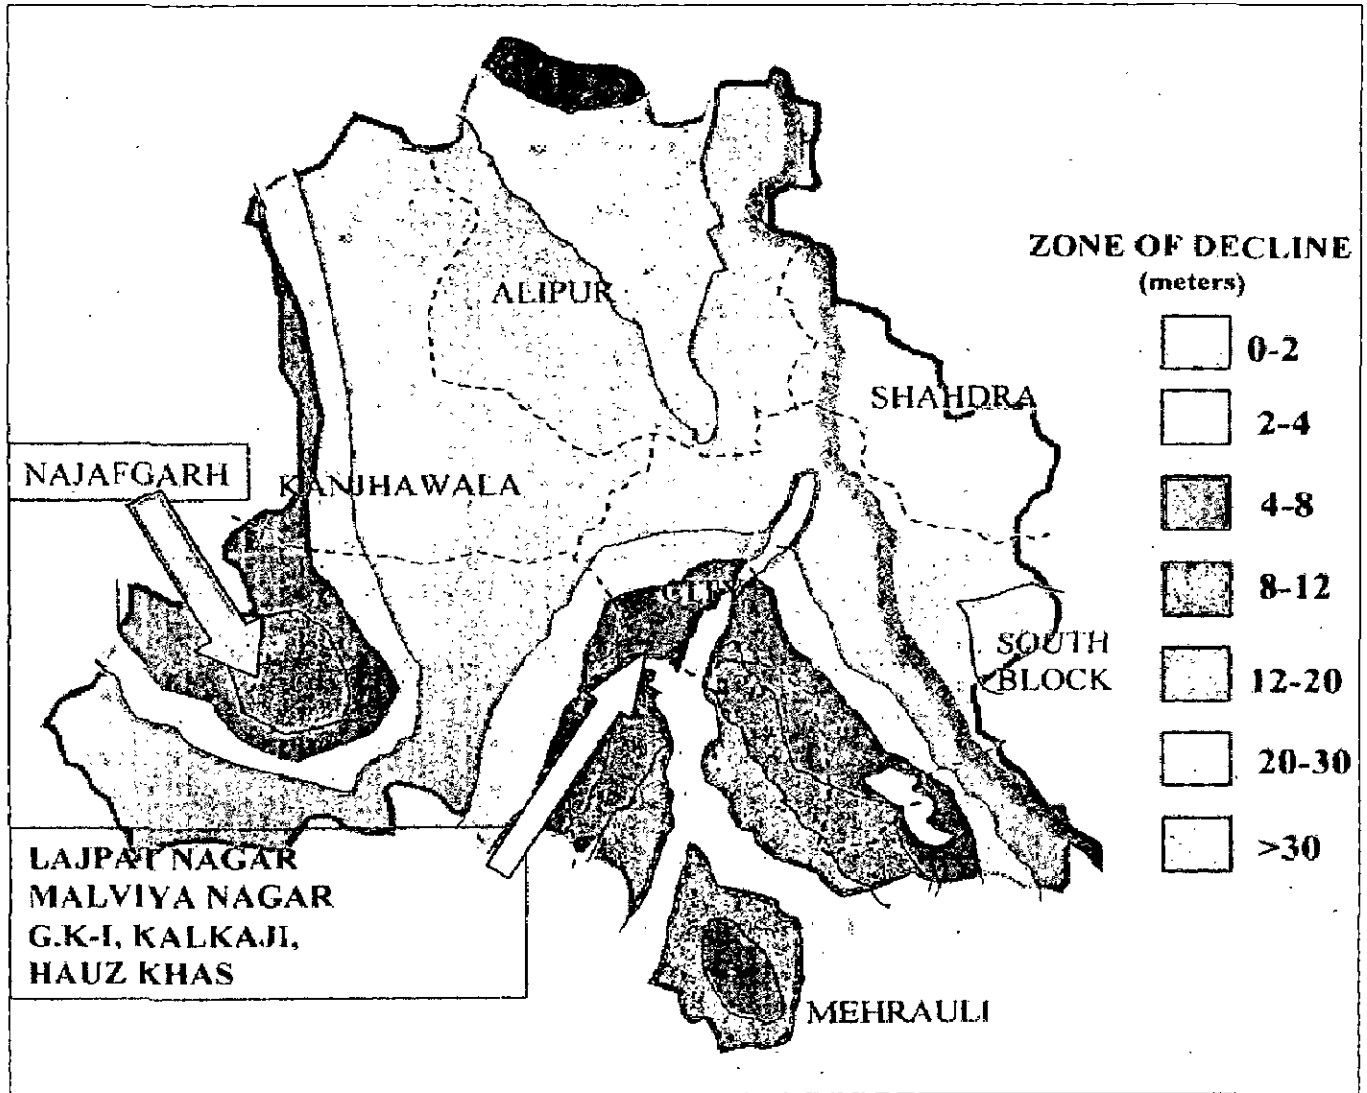 ZONE OF DECLINE
(meters)
0-2
2-4
4-8
8-12
12-20
20-30
>30
ALIPUR
SHAHDRA
NAJAFGARH
KANJHAWALA
CITY
SOUTH
BLOCK
LAJPAT NAGAR
MALVIYA NAGAR
G.K-I, KALKAJI,
HAUZ KHAS
MEHRAULI